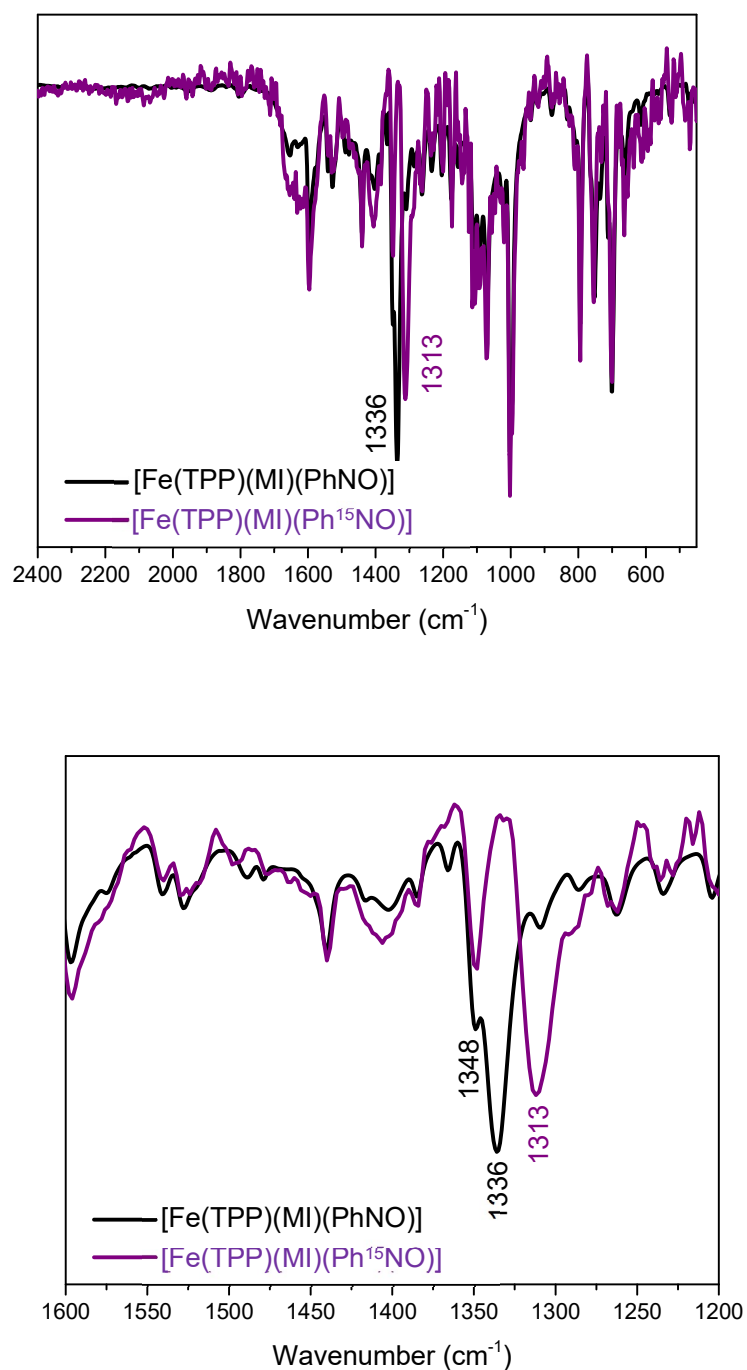 1336
1313
[Fe(TPP)(MI)(PhNO)]
[Fe(TPP)(MI)(Ph¹⁵NO)]
2400 2200 2000 1800 1600 1400 1200 1000 800 600
Wavenumber (cm⁻¹)
1348
1336
1313
[Fe(TPP)(MI)(PhNO)]
[Fe(TPP)(MI)(Ph¹⁵NO)]
1600 1550 1500 1450 1400 1350 1300 1250 1200
Wavenumber (cm⁻¹)